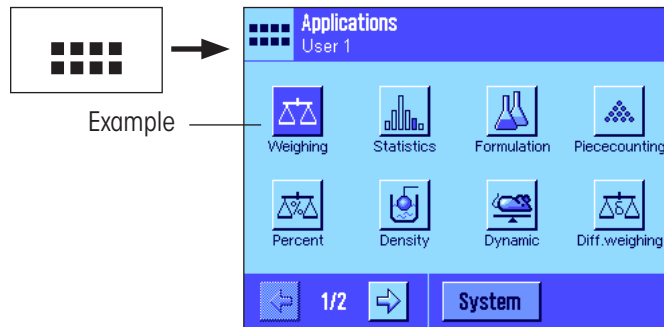 Applications
User 1
Example
Weighing
Statistics
Formulation
Piececounting
%
δ
Percent
Density
Dynamic
Diff.weighing
1/2
System